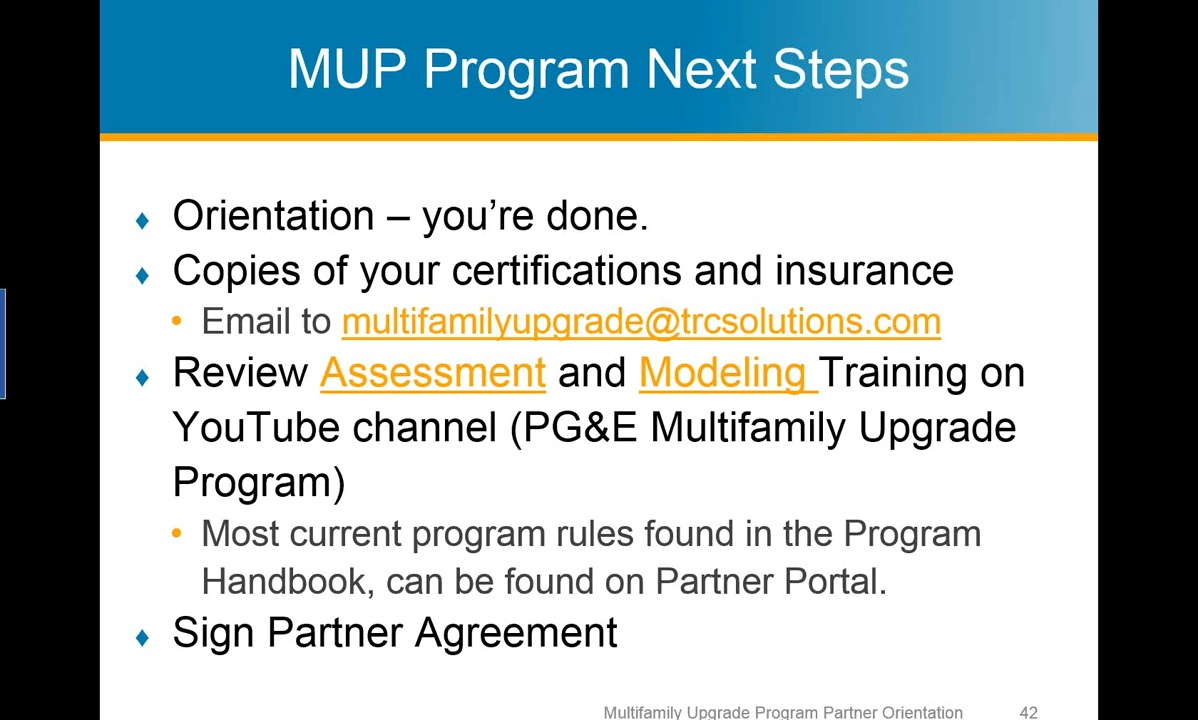 MUP Program Next Steps
♦ Orientation – you’re done.
♦ Copies of your certifications and insurance
• Email to multifamilyupgrade@trcsolutions.com
♦ Review Assessment and Modeling Training on
YouTube channel (PG&E Multifamily Upgrade
Program)
• Most current program rules found in the Program
Handbook, can be found on Partner Portal.
♦ Sign Partner Agreement
Multifamily Upgrade Program Partner Orientation 42